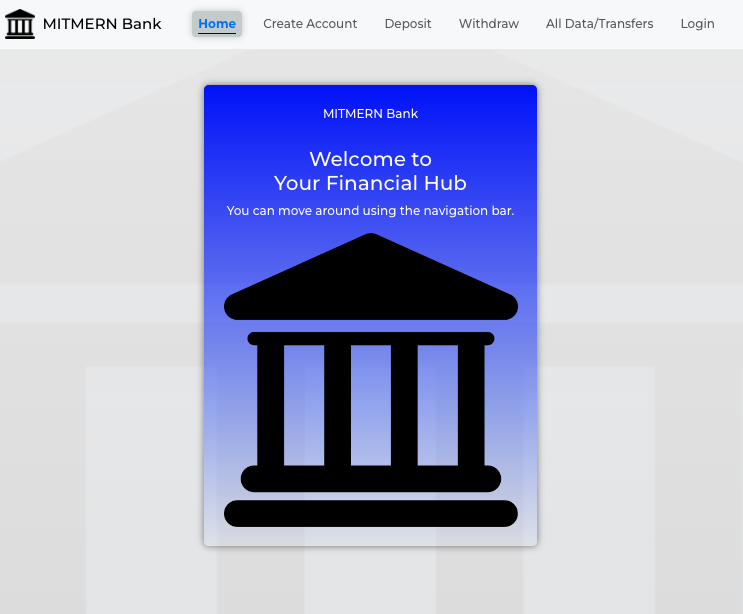 MITMERN Bank
Home
Create Account
Deposit
Withdraw
All Data/Transfers
Login
MITMERN Bank
Welcome to
Your Financial Hub
You can move around using the navigation bar.